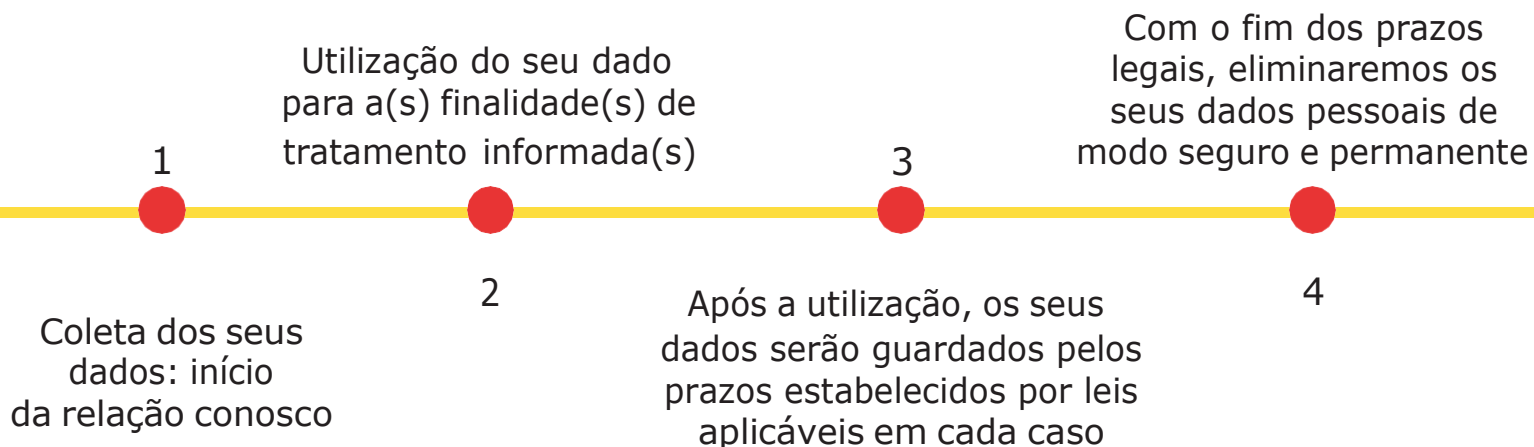 1
Coleta dos seus
dados: início
da relação conosco
Utilização do seu dado
para a(s) finalidade(s) de
tratamento informada(s)
2
3
Após a utilização, os seus
dados serão guardados pelos
prazos estabelecidos por leis
aplicáveis em cada caso
Com o fim dos prazos
legais, eliminaremos os
seus dados pessoais de
modo seguro e permanente
4